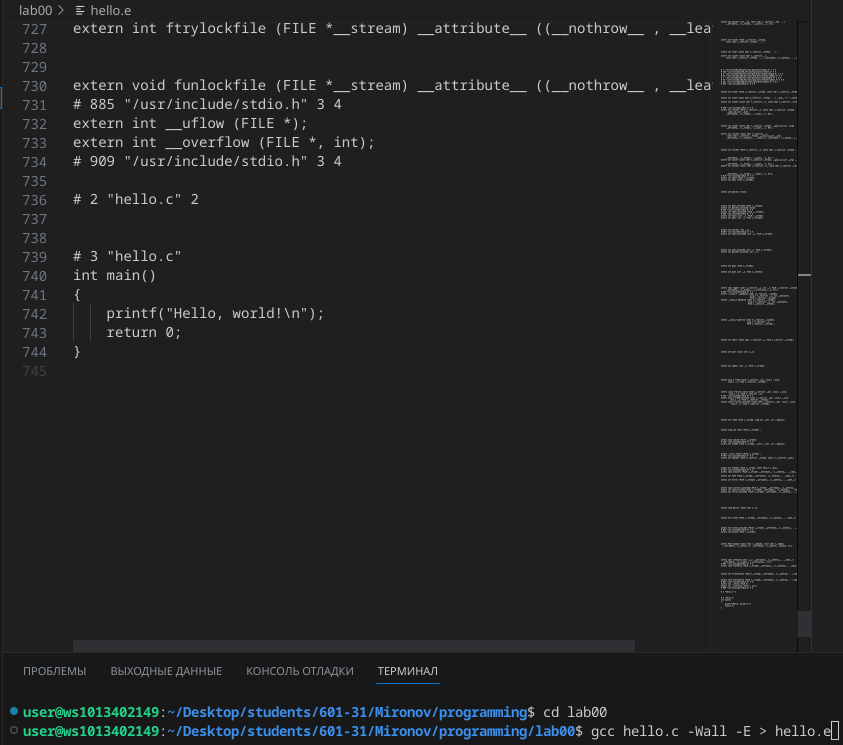 lab00 > hello.e
727 extern int ftrylockfile (FILE *__stream) __attribute__ ((__nothrow__ , __lea
728
729
730 extern void funlockfile (FILE *__stream) __attribute__ ((__nothrow__ , __lea
731 # 885 "/usr/include/stdio.h" 3 4
732 extern int __uflow (FILE *);
733 extern int __overflow (FILE *, int);
734 # 909 "/usr/include/stdio.h" 3 4
735
736 # 2 "hello.c" 2
737
738
739 # 3 "hello.c"
740 int main()
741 {
742     printf("Hello, world!\n");
743     return 0;
744 }
745
ПРОБЛЕМЫ ВЫХОДНЫЕ ДАННЫЕ КОНСОЛЬ ОТЛАДКИ ТЕРМИНАЛ
user@ws1013402149:~/Desktop/students/601-31/Mironov/programming$ cd lab00
user@ws1013402149:~/Desktop/students/601-31/Mironov/programming/lab00$ gcc hello.c -Wall -E > hello.e